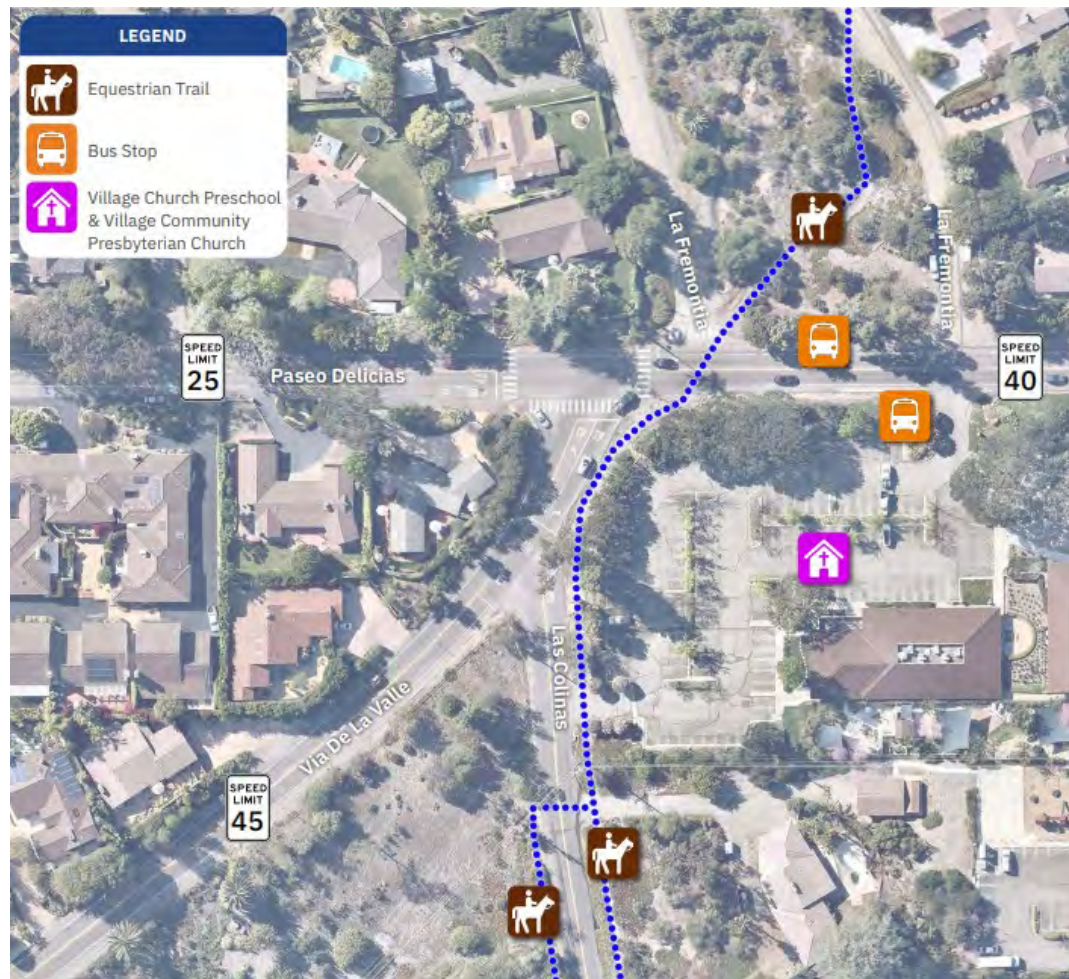 LEGEND
Equestrian Trail
Bus Stop
Village Church Preschool
& Village Community
Presbyterian Church
La Fremontia
La Fremontia
SPEED
LIMIT
25
Paseo Delicias
SPEED
LIMIT
40
Las Colinas
Via De La Valle
SPEED
LIMIT
45